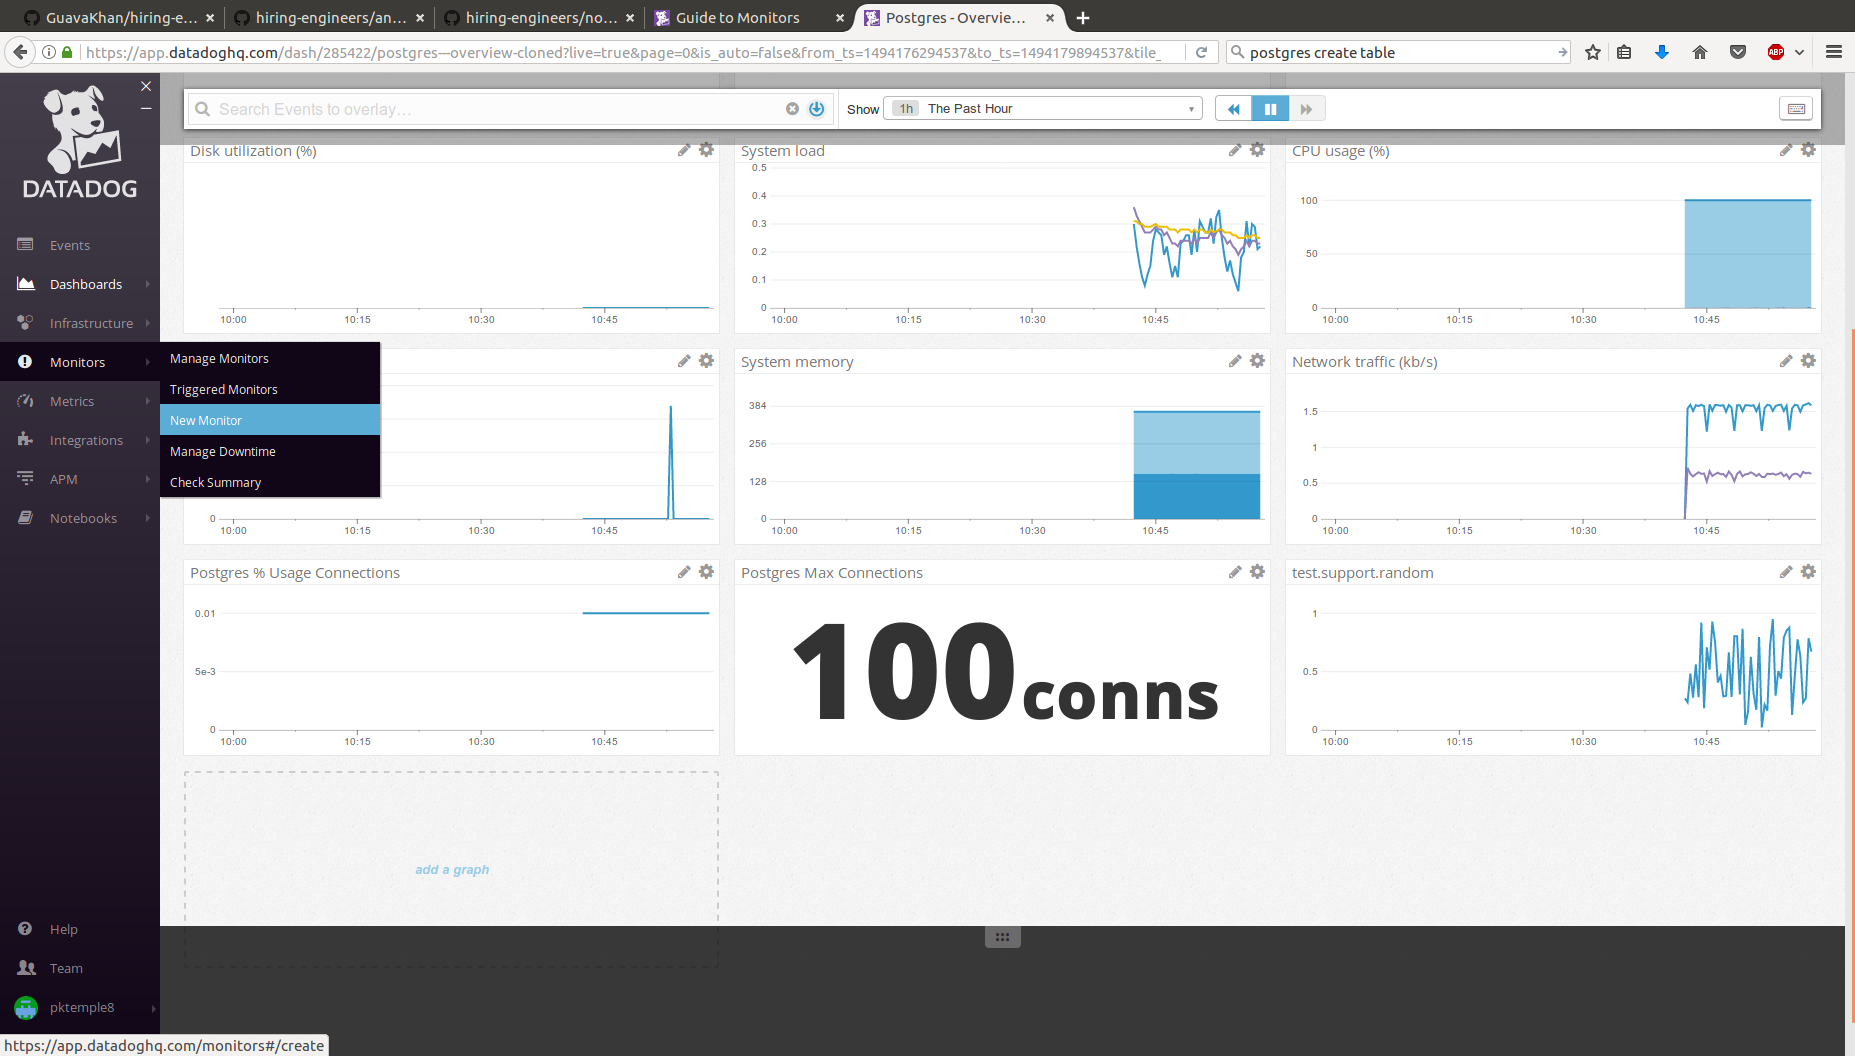 GuavaKhan/hiring-e...
hiring-engineers/an...
hiring-engineers/no...
Guide to Monitors
Postgres - Overvie...
https://app.datadoghq.com/dash/285422/postgres—overview-cloned?live=true&page=0&is_auto=false&from_ts=1494176294537&to_ts=1494179894537&tile_
postgres create table
ABP
DATADOG
Events
Dashboards
Infrastructure
Monitors
Metrics
Integrations
APM
Notebooks
Manage Monitors
Triggered Monitors
New Monitor
Manage Downtime
Check Summary
Help
Team
pktemple8
https://app.datadoghq.com/monitors#/create
Search Events to overlay...
Show
1h The Past Hour
Disk utilization (%)
10:00 10:15 10:30 10:45
System load
0.5
0.4
0.3
0.2
0.1
0
10:00 10:15 10:30 10:45
CPU usage (%)
100
50
0
10:00 10:15 10:30 10:45
0
10:00 10:15 10:30 10:45
System memory
384
256
128
0
10:00 10:15 10:30 10:45
Network traffic (kb/s)
1.5
1
0.5
0
10:00 10:15 10:30 10:45
Postgres % Usage Connections
0.01
5e-3
0
10:00 10:15 10:30 10:45
Postgres Max Connections
100 conns
test.support.random
1
0.5
0
10:00 10:15 10:30 10:45
add a graph